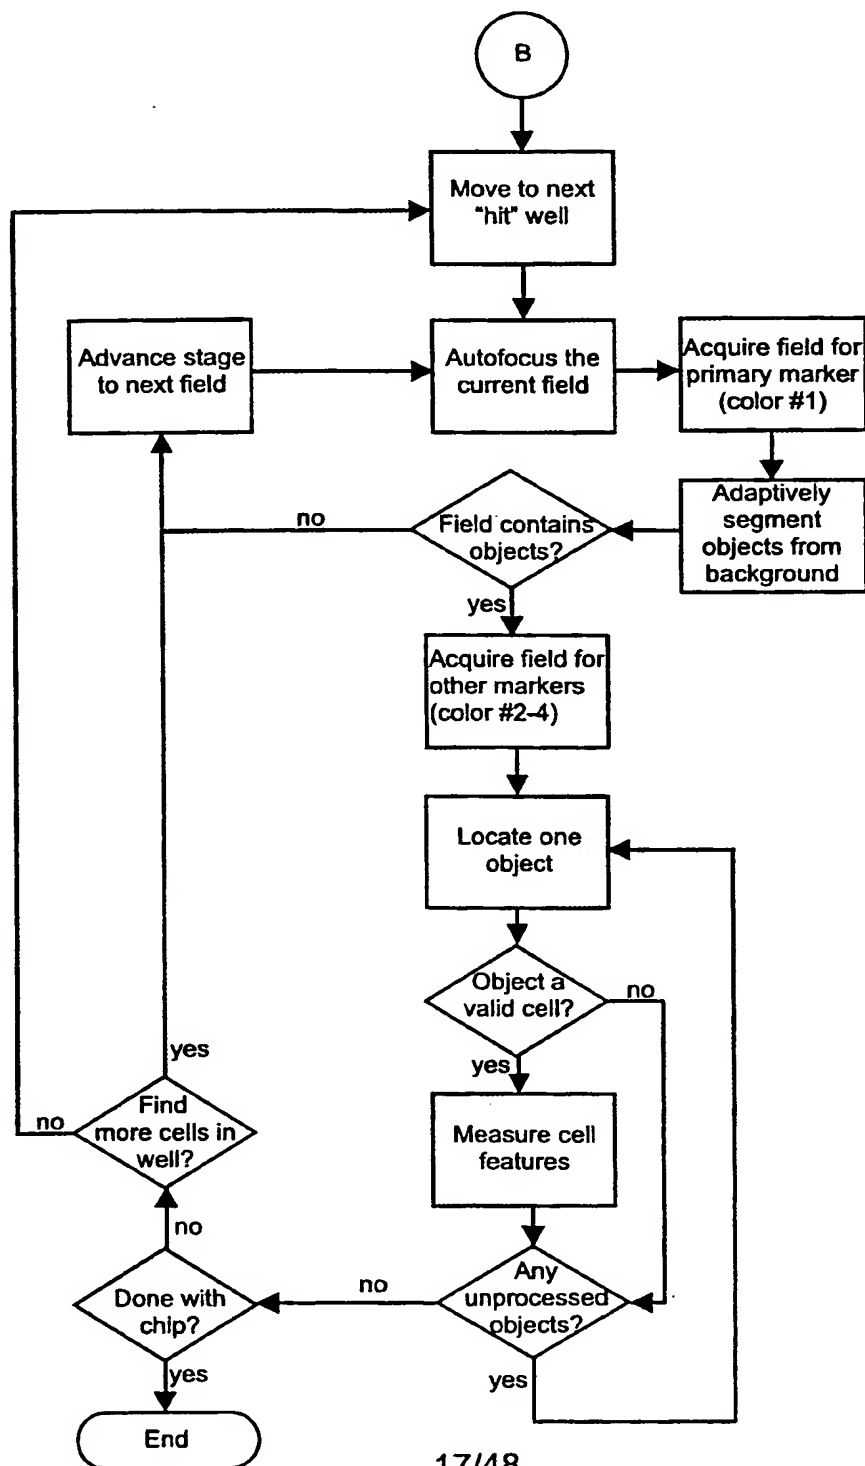 B
Move to next
"hit" well
Advance stage
to next field
Autofocus the
current field
Acquire field for
primary marker
(color #1)
no
Field contains
objects?
Adaptively
segment
objects from
background
yes
Acquire field for
other markers
(color #2-4)
Locate one
object
Object a
valid cell?
no
yes
yes
no
Find
more cells in
well?
Measure cell
features
no
Done with
chip?
no
Any
unprocessed
objects?
yes
yes
End
17/48